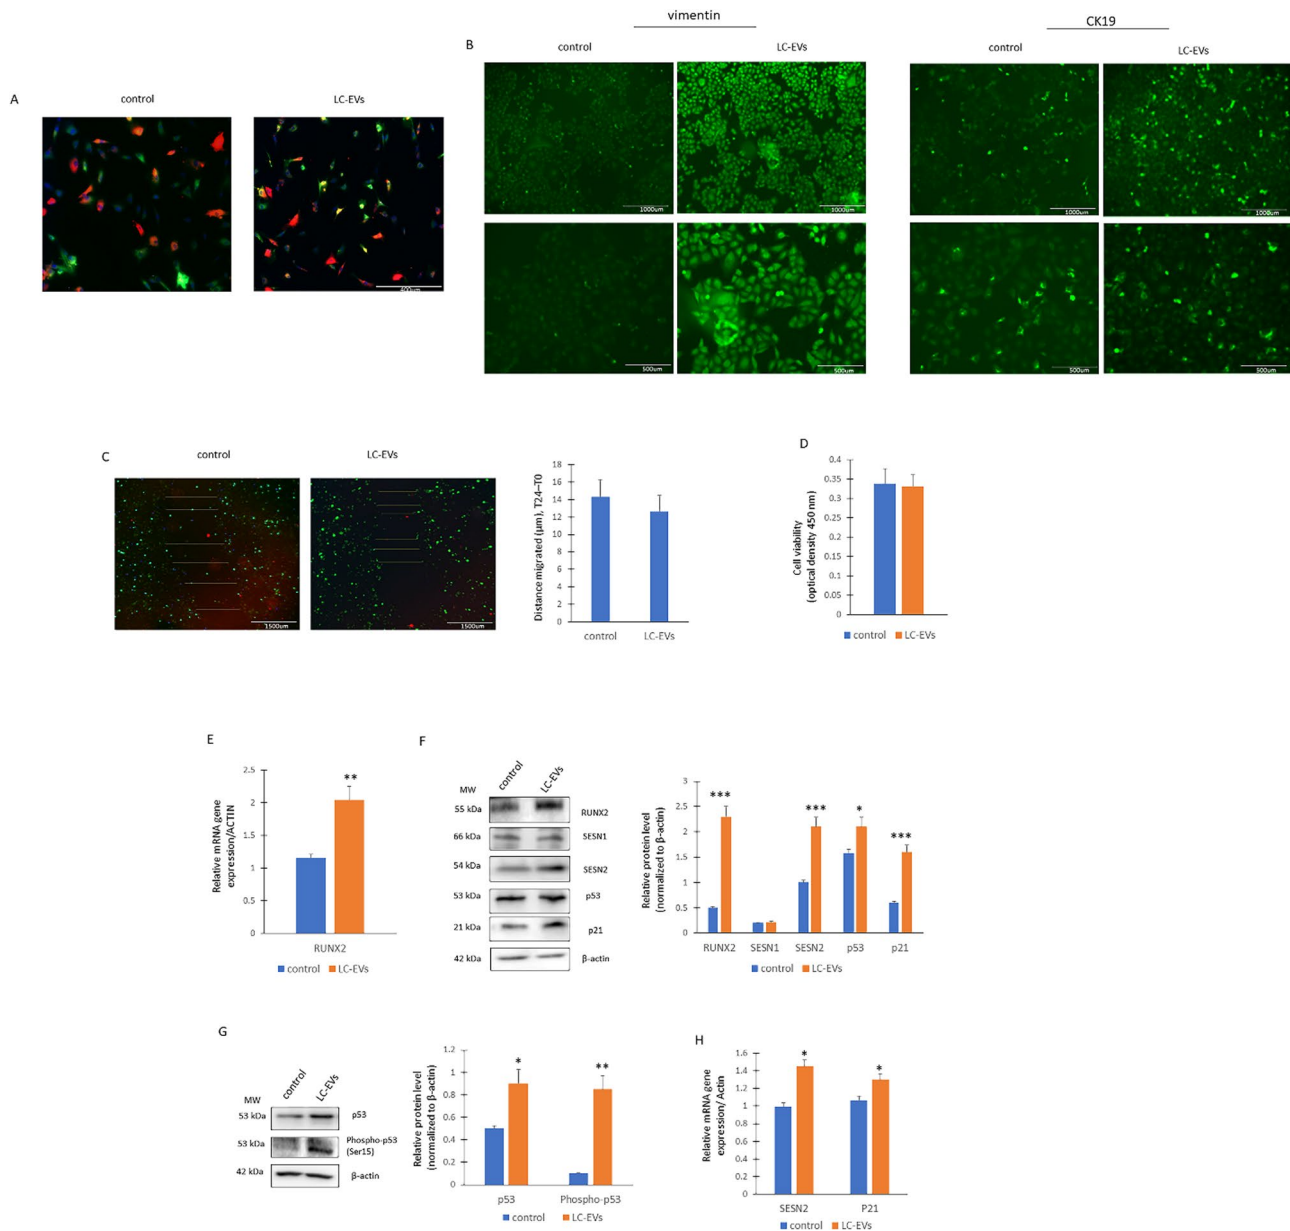 vimentin
CK19
B
control
LC-EVs
control
LC-EVs
A
control
LC-EVs
400um
1000um
1000um
1000um
1000um
500um
500um
500um
500um
C
control
LC-EVs
1500um
1500um
Distance migrated (µm), T24–T0
18
16
14
12
10
8
6
4
2
0
control
LC-EVs
D
Cell viability
(optical density 450 nm)
0.4
0.35
0.3
0.25
0.2
0.15
0.1
0.05
0
control
LC-EVs
E
Relative mRNA gene
expression/ACTIN
2.5
2
1.5
1
0.5
0
**
RUNX2
control
LC-EVs
F
MW
control
LC-EVs
55 kDa
RUNX2
66 kDa
SESN1
54 kDa
SESN2
53 kDa
p53
21 kDa
p21
42 kDa
β-actin
Relative protein level
(normalized to β-actin)
3
2.5
2
1.5
1
0.5
0
***
***
*
***
RUNX2
SESN1
SESN2
p53
p21
control
LC-EVs
G
MW
control
LC-EVs
53 kDa
p53
53 kDa
Phospho-p53
(Ser15)
42 kDa
β-actin
Relative protein level
(normalized to β-actin)
1.2
1
0.8
0.6
0.4
0.2
0
*
**
p53
Phospho-p53
control
LC-EVs
H
Relative mRNA gene
expression/ Actin
1.6
1.4
1.2
1
0.8
0.6
0.4
0.2
0
*
*
SESN2
P21
control
LC-EVs